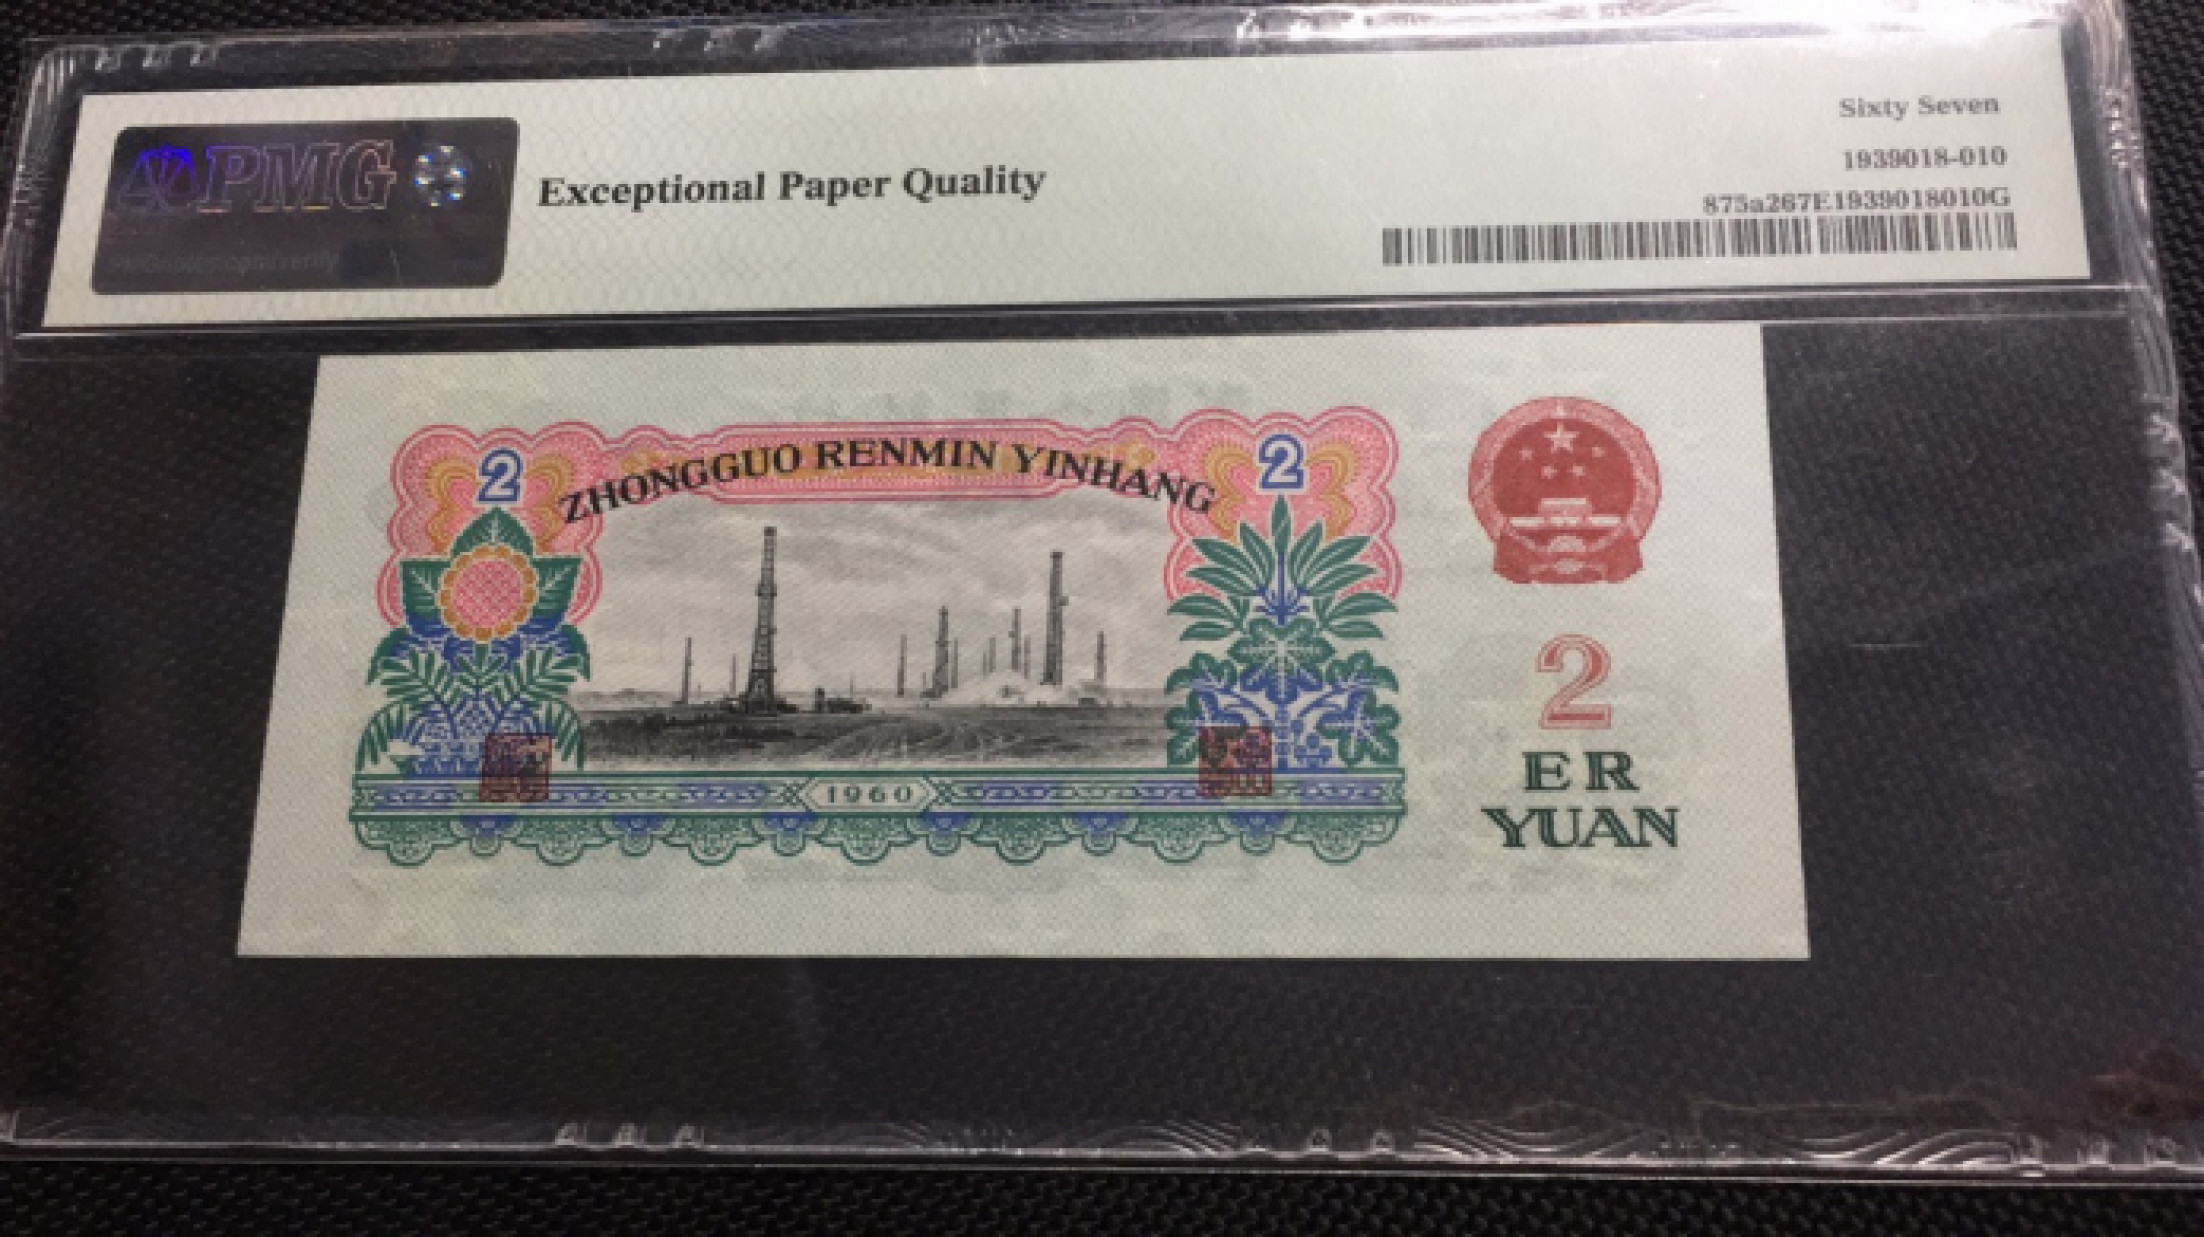 PMG
Exceptional Paper Quality
Sixty Seven
1939018-010
875a267E1939018010G
2
ZHONGGUO RENMIN YINHANG
2
2
ER
YUAN
1960